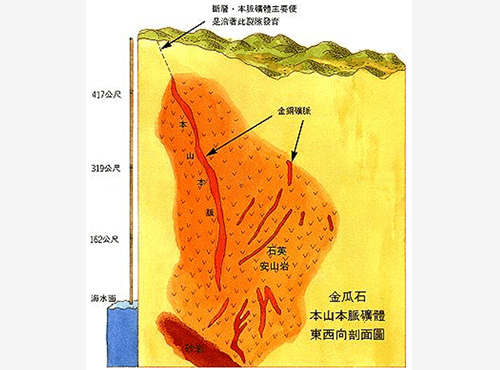 斷層，本脈礦體主要便
是沿著此裂隙發育
417公尺
金銅礦脈
本山本脈
319公尺
162公尺
石英
安山岩
海水面
金瓜石
本山本脈礦體
東西向剖面圖
砂岩